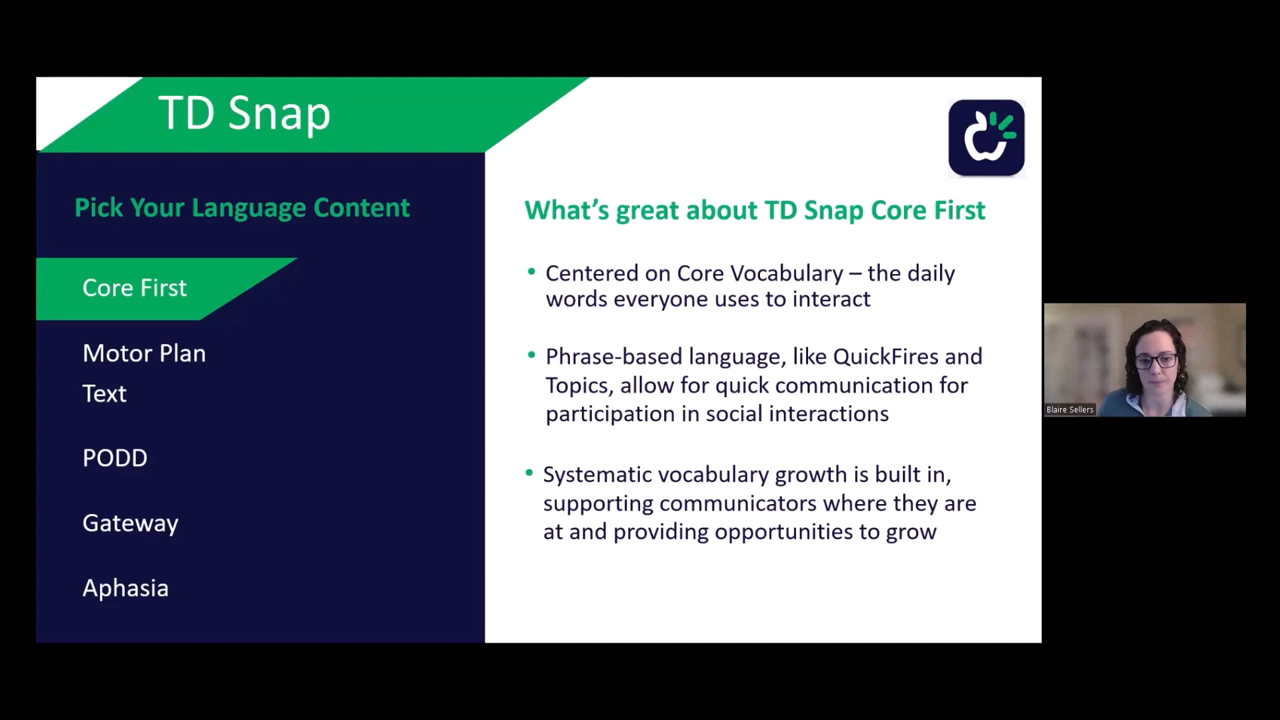 TD Snap
Pick Your Language Content
Core First
Motor Plan
Text
PODD
Gateway
Aphasia
What's great about TD Snap Core First
• Centered on Core Vocabulary – the daily
words everyone uses to interact
• Phrase-based language, like QuickFires and
Topics, allow for quick communication for
participation in social interactions
• Systematic vocabulary growth is built in,
supporting communicators where they are
at and providing opportunities to grow
Blaire Sellers